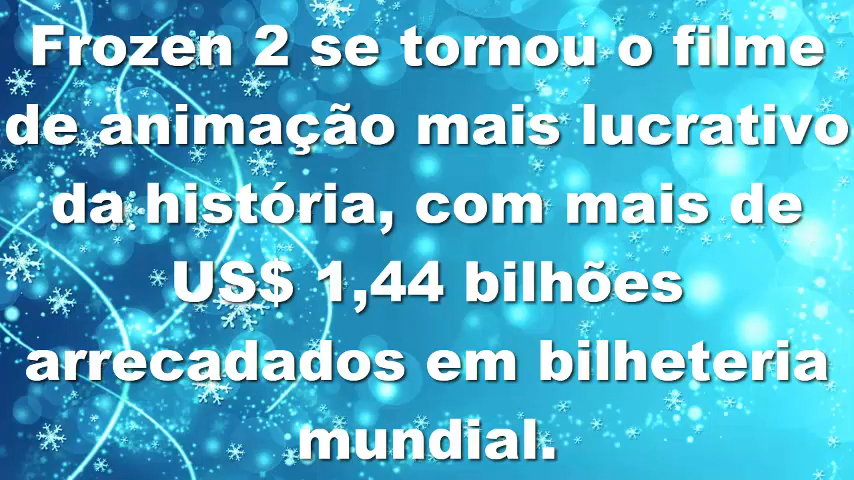 Frozen 2 se tornou o filme
de animação mais lucrativo
da história, com mais de
US$ 1,44 bilhões
arrecadados em bilheteria
mundial.